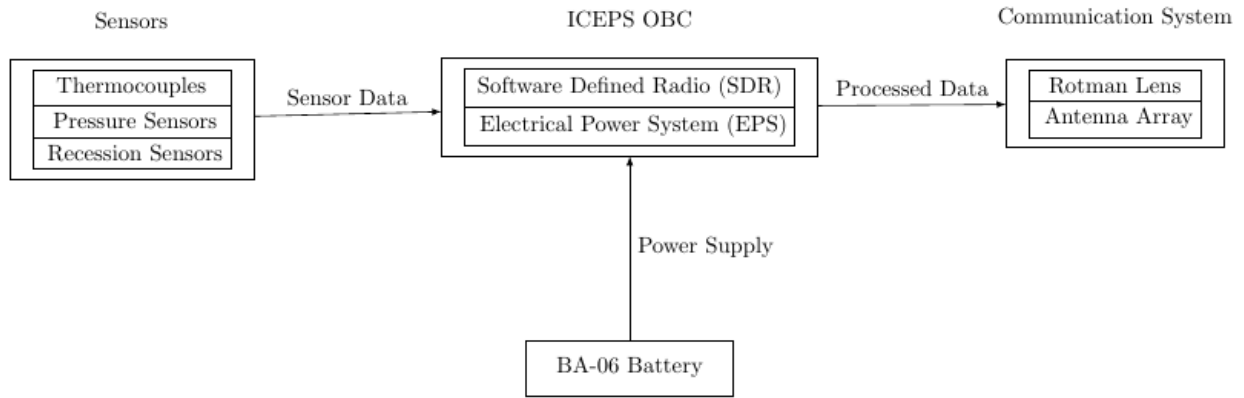 Sensors
ICEPS OBC
Communication System
Thermocouples
Pressure Sensors
Recession Sensors
Sensor Data
Software Defined Radio (SDR)
Electrical Power System (EPS)
Processed Data
Rotman Lens
Antenna Array
Power Supply
BA-06 Battery